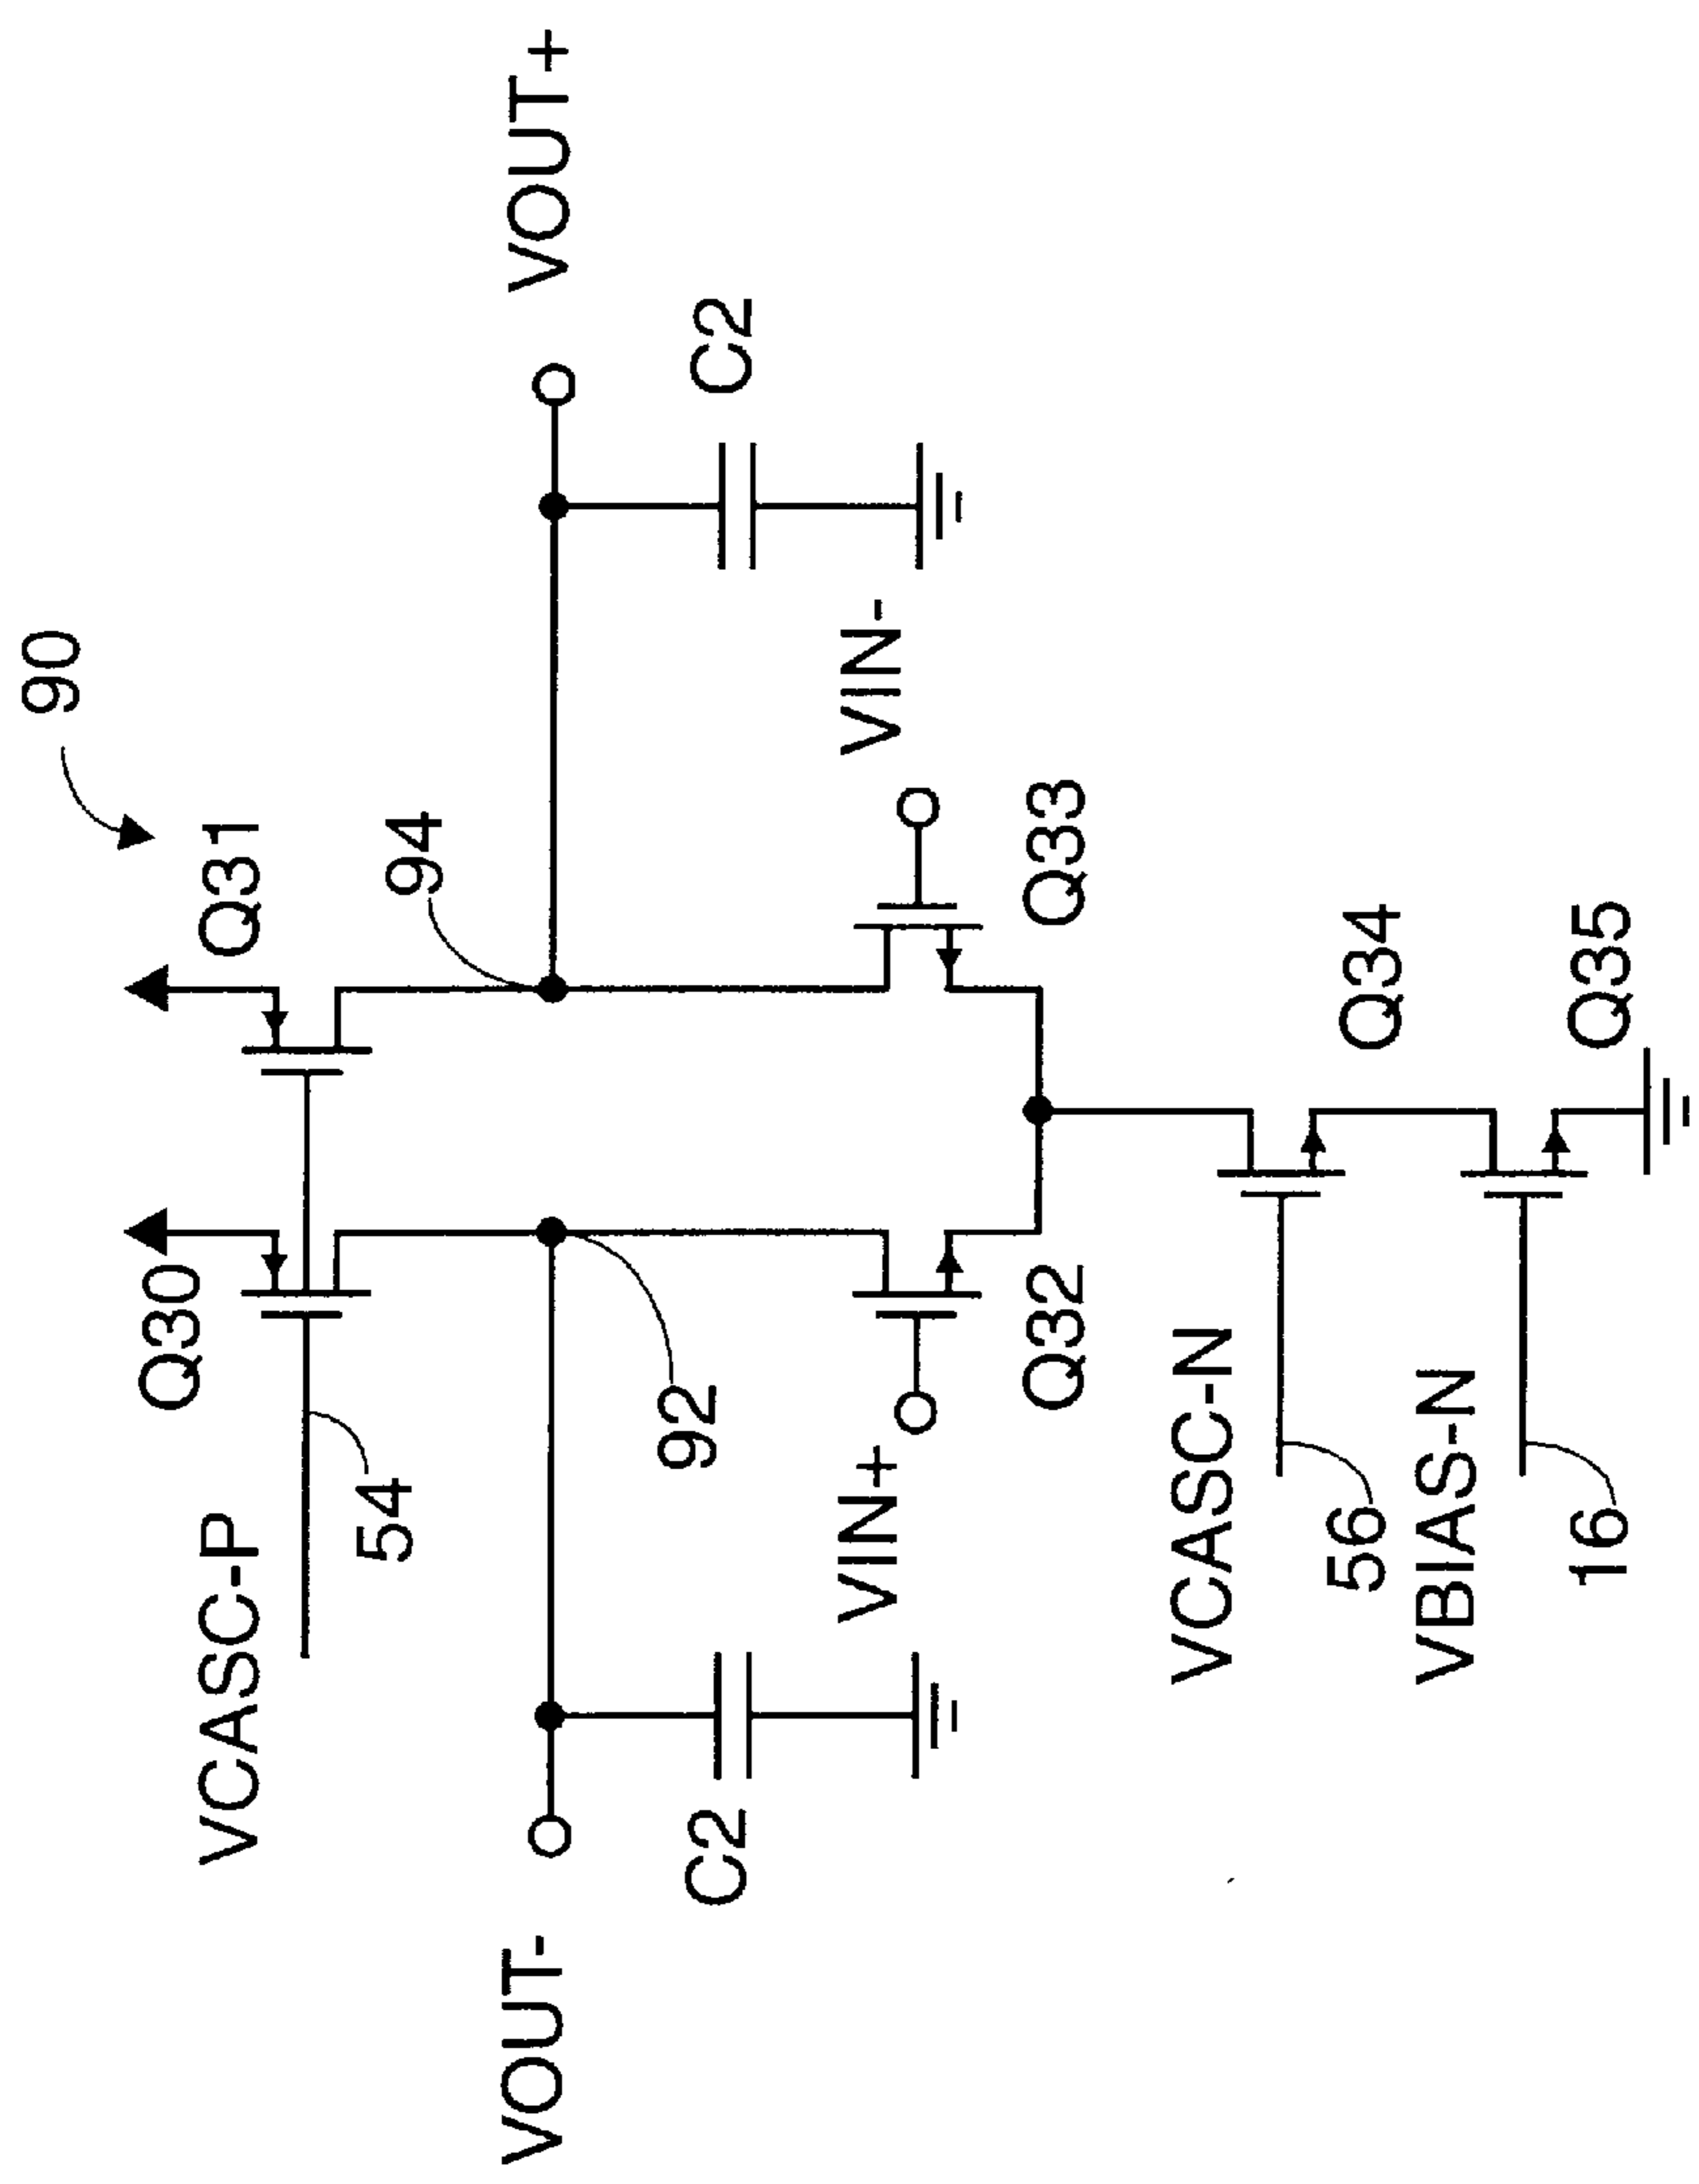 90
Q30
Q31
VCASC-P
54
94
VOUT-
VOUT+
92
C2
C2
VIN+
VIN-
Q32
Q33
VCASC-N
Q34
56
VBIAS-N
Q35
16